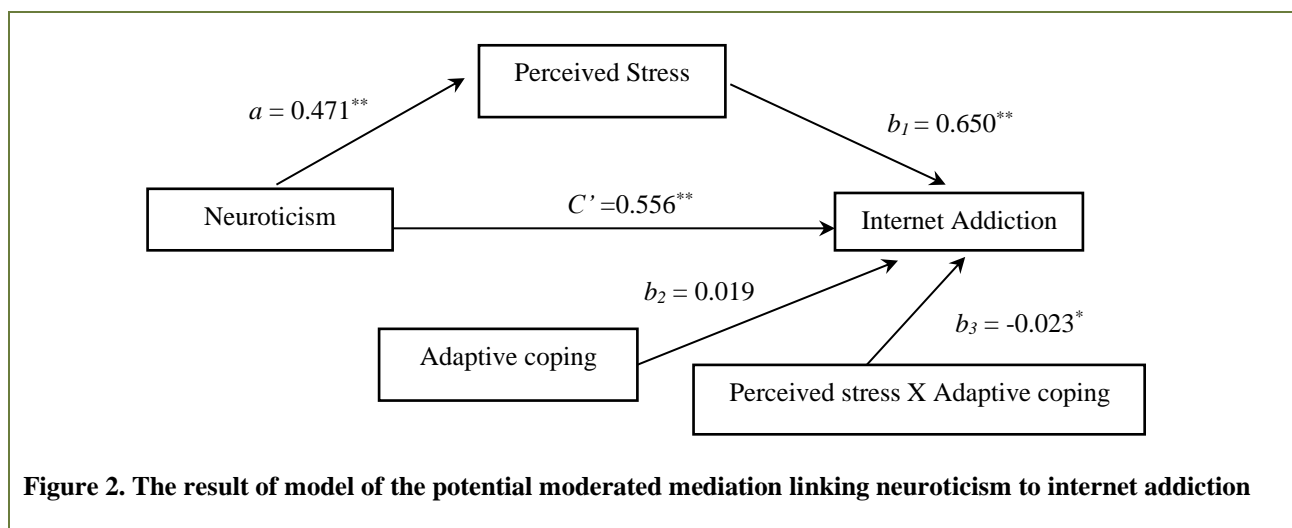 Perceived Stress
a = 0.471**
b1 = 0.650**
Neuroticism
C’ =0.556**
Internet Addiction
b2 = 0.019
b3 = -0.023*
Adaptive coping
Perceived stress X Adaptive coping
Figure 2. The result of model of the potential moderated mediation linking neuroticism to internet addiction